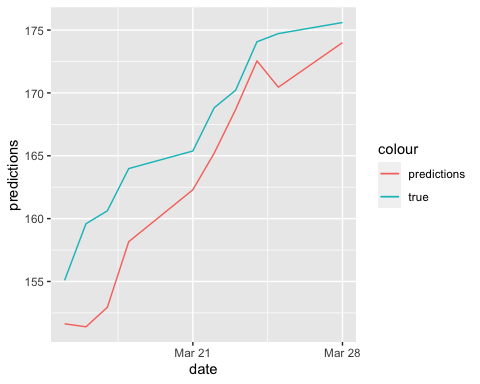 175
170
165
160
155
predictions
Mar 21
Mar 28
date
colour
predictions
true